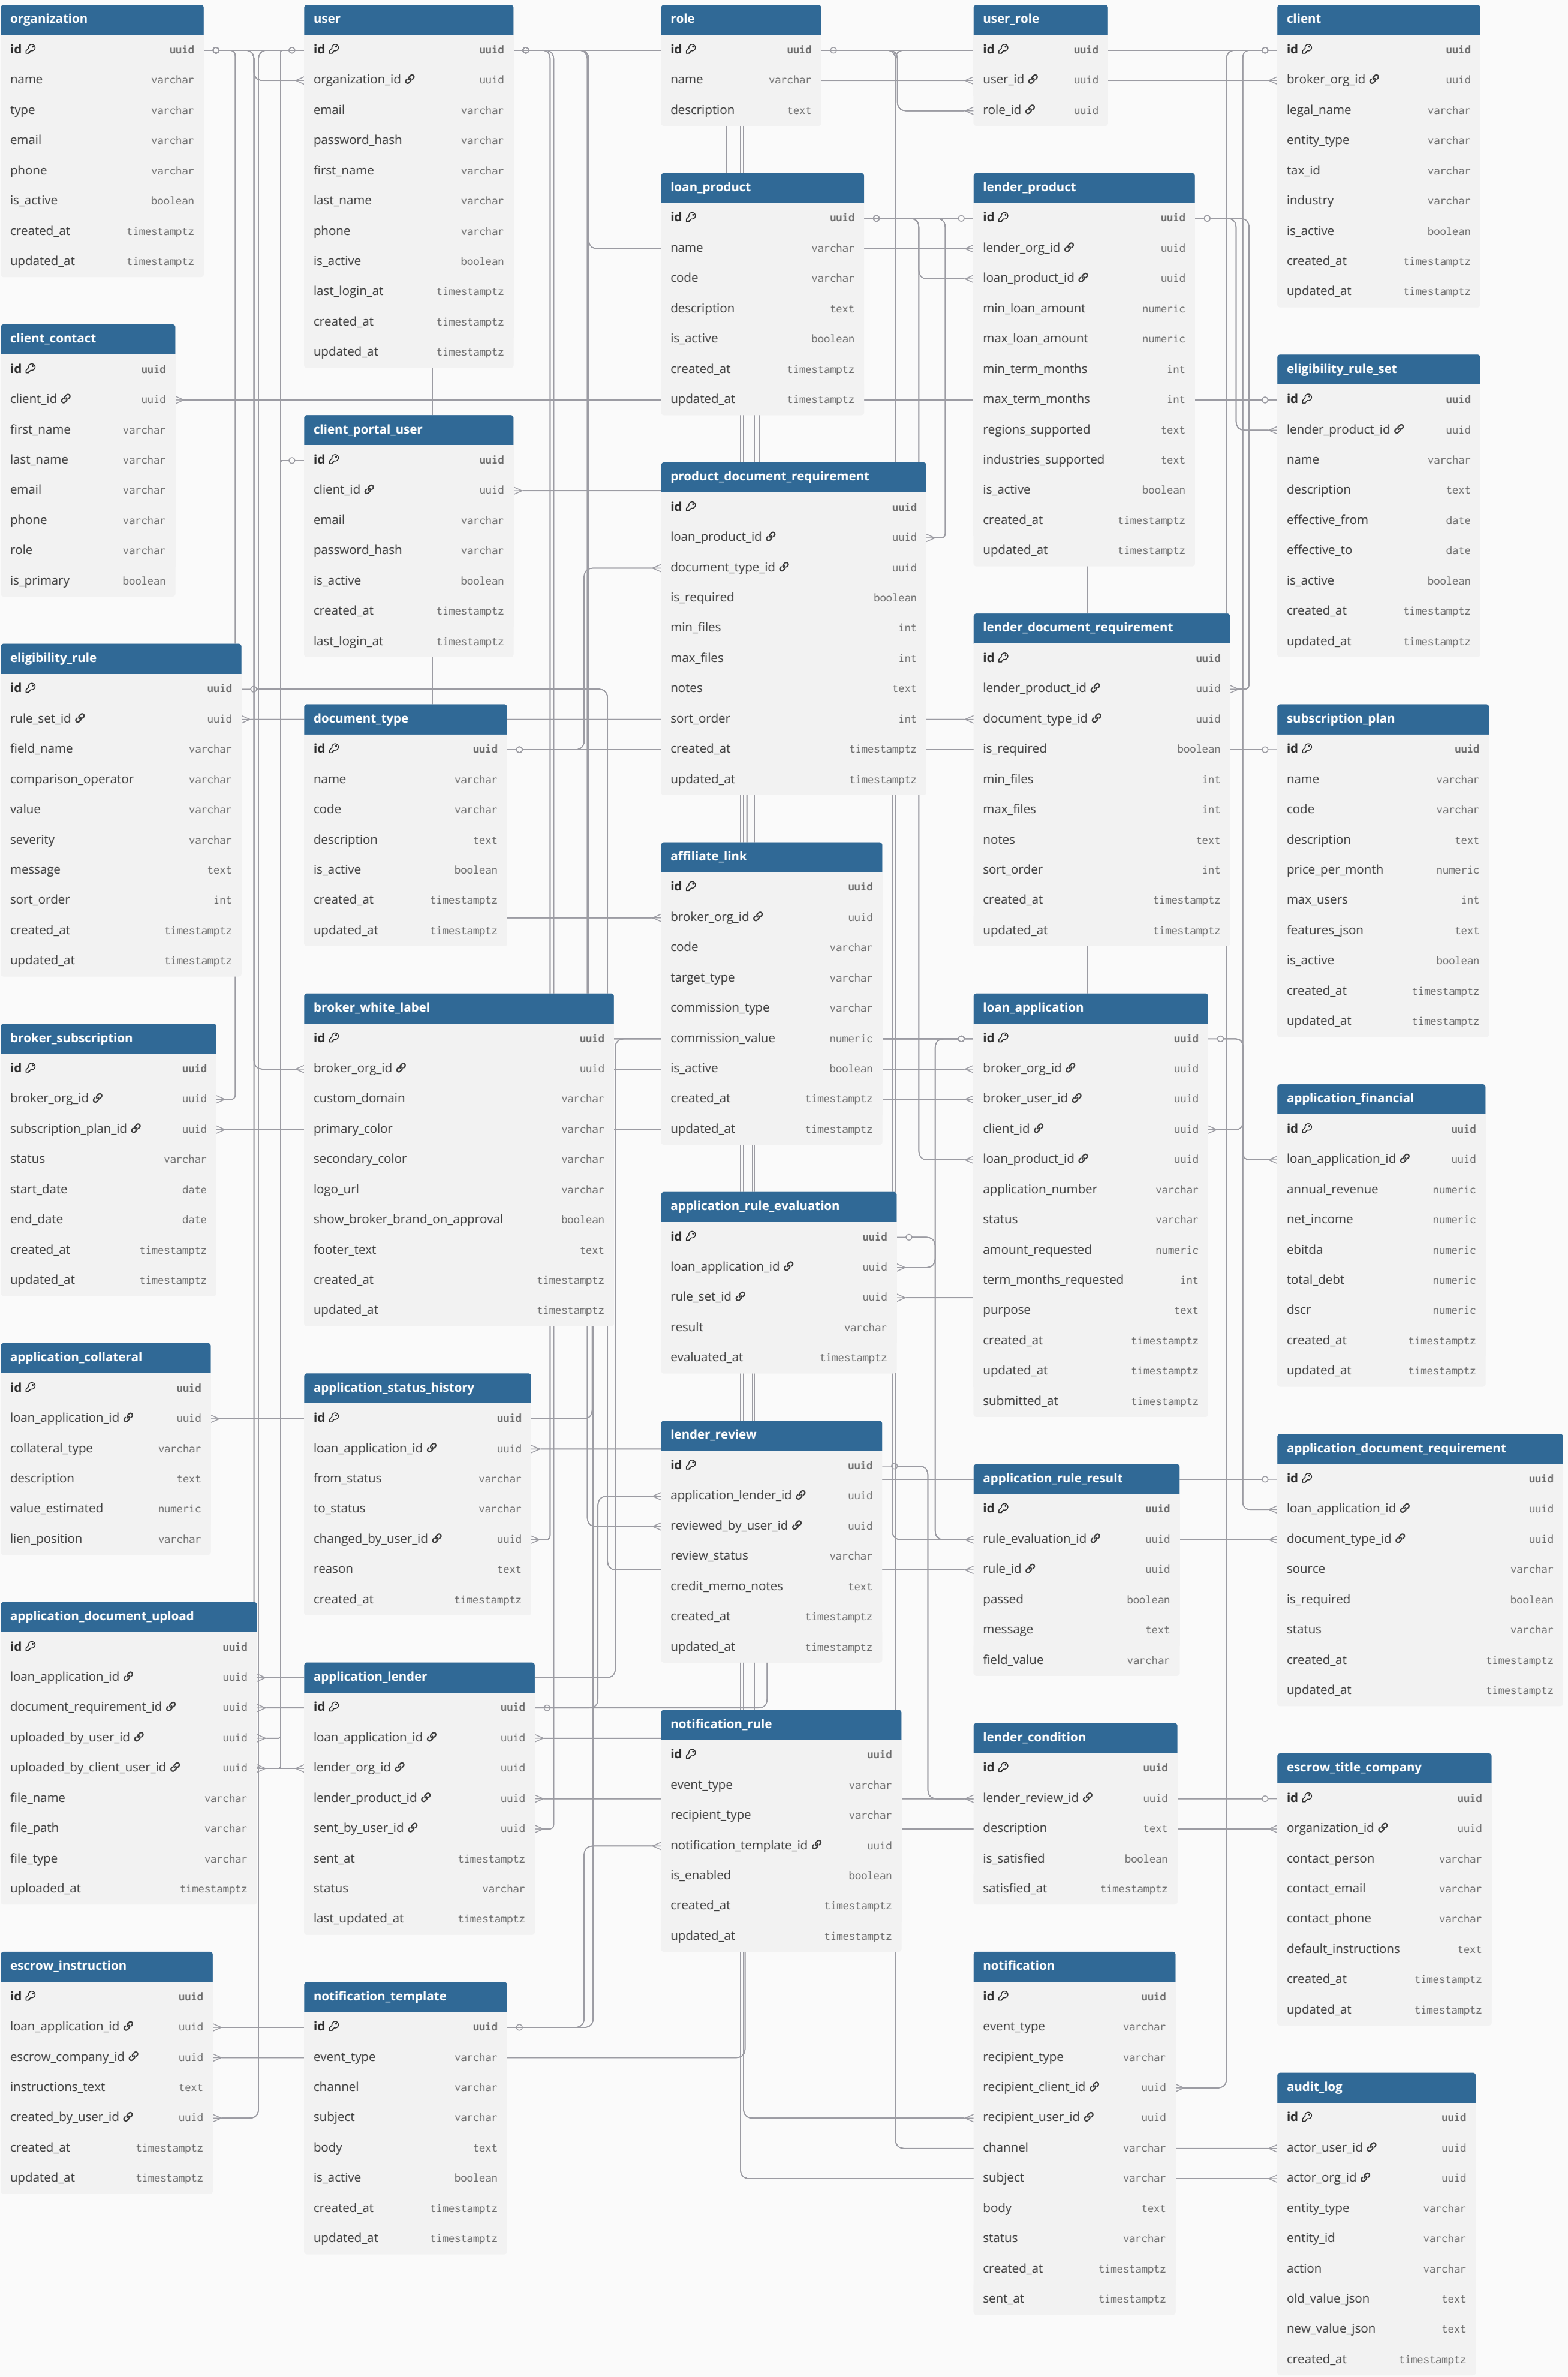 organization
id uuid
name varchar
type varchar
email varchar
phone varchar
is_active boolean
created_at timestamptz
updated_at timestamptz
user
id uuid
organization_id uuid
email varchar
password_hash varchar
first_name varchar
last_name varchar
phone varchar
is_active boolean
last_login_at timestamptz
created_at timestamptz
updated_at timestamptz
role
id uuid
name varchar
description text
user_role
id uuid
user_id uuid
role_id uuid
client
id uuid
broker_org_id uuid
legal_name varchar
entity_type varchar
tax_id varchar
industry varchar
is_active boolean
created_at timestamptz
updated_at timestamptz
loan_product
id uuid
name varchar
code varchar
description text
is_active boolean
created_at timestamptz
updated_at timestamptz
lender_product
id uuid
lender_org_id uuid
loan_product_id uuid
min_loan_amount numeric
max_loan_amount numeric
min_term_months int
max_term_months int
regions_supported text
industries_supported text
is_active boolean
created_at timestamptz
updated_at timestamptz
client_contact
id uuid
client_id uuid
first_name varchar
last_name varchar
email varchar
phone varchar
role varchar
is_primary boolean
client_portal_user
id uuid
client_id uuid
email varchar
password_hash varchar
is_active boolean
created_at timestamptz
last_login_at timestamptz
product_document_requirement
id uuid
loan_product_id uuid
document_type_id uuid
is_required boolean
min_files int
max_files int
notes text
sort_order int
created_at timestamptz
updated_at timestamptz
eligibility_rule_set
id uuid
lender_product_id uuid
name varchar
description text
effective_from date
effective_to date
is_active boolean
created_at timestamptz
updated_at timestamptz
eligibility_rule
id uuid
rule_set_id uuid
field_name varchar
comparison_operator varchar
value varchar
severity varchar
message text
sort_order int
created_at timestamptz
updated_at timestamptz
document_type
id uuid
name varchar
code varchar
description text
is_active boolean
created_at timestamptz
updated_at timestamptz
lender_document_requirement
id uuid
lender_product_id uuid
document_type_id uuid
is_required boolean
min_files int
max_files int
notes text
sort_order int
created_at timestamptz
updated_at timestamptz
subscription_plan
id uuid
name varchar
code varchar
description text
price_per_month numeric
max_users int
features_json text
is_active boolean
created_at timestamptz
updated_at timestamptz
affiliate_link
id uuid
broker_org_id uuid
code varchar
target_type varchar
commission_type varchar
commission_value numeric
is_active boolean
created_at timestamptz
updated_at timestamptz
broker_subscription
id uuid
broker_org_id uuid
subscription_plan_id uuid
status varchar
start_date date
end_date date
created_at timestamptz
updated_at timestamptz
broker_white_label
id uuid
broker_org_id uuid
custom_domain varchar
primary_color varchar
secondary_color varchar
logo_url varchar
show_broker_brand_on_approval boolean
footer_text text
created_at timestamptz
updated_at timestamptz
loan_application
id uuid
broker_org_id uuid
broker_user_id uuid
client_id uuid
loan_product_id uuid
application_number varchar
status varchar
amount_requested numeric
term_months_requested int
purpose text
created_at timestamptz
updated_at timestamptz
submitted_at timestamptz
application_financial
id uuid
loan_application_id uuid
annual_revenue numeric
net_income numeric
ebitda numeric
total_debt numeric
dscr numeric
created_at timestamptz
updated_at timestamptz
application_rule_evaluation
id uuid
loan_application_id uuid
rule_set_id uuid
result varchar
evaluated_at timestamptz
application_collateral
id uuid
loan_application_id uuid
collateral_type varchar
description text
value_estimated numeric
lien_position varchar
application_status_history
id uuid
loan_application_id uuid
from_status varchar
to_status varchar
changed_by_user_id uuid
reason text
created_at timestamptz
lender_review
id uuid
application_lender_id uuid
reviewed_by_user_id uuid
review_status varchar
credit_memo_notes text
created_at timestamptz
updated_at timestamptz
application_rule_result
id uuid
rule_evaluation_id uuid
rule_id uuid
passed boolean
message text
field_value varchar
application_document_requirement
id uuid
loan_application_id uuid
document_type_id uuid
source varchar
is_required boolean
status varchar
created_at timestamptz
updated_at timestamptz
application_document_upload
id uuid
loan_application_id uuid
document_requirement_id uuid
uploaded_by_user_id uuid
uploaded_by_client_user_id uuid
file_name varchar
file_path varchar
file_type varchar
uploaded_at timestamptz
application_lender
id uuid
loan_application_id uuid
lender_org_id uuid
lender_product_id uuid
sent_by_user_id uuid
sent_at timestamptz
status varchar
last_updated_at timestamptz
notification_rule
id uuid
event_type varchar
recipient_type varchar
notification_template_id uuid
is_enabled boolean
created_at timestamptz
updated_at timestamptz
lender_condition
id uuid
lender_review_id uuid
description text
is_satisfied boolean
satisfied_at timestamptz
escrow_title_company
id uuid
organization_id uuid
contact_person varchar
contact_email varchar
contact_phone varchar
default_instructions text
created_at timestamptz
updated_at timestamptz
escrow_instruction
id uuid
loan_application_id uuid
escrow_company_id uuid
instructions_text text
created_by_user_id uuid
created_at timestamptz
updated_at timestamptz
notification_template
id uuid
event_type varchar
channel varchar
subject varchar
body text
is_active boolean
created_at timestamptz
updated_at timestamptz
notification
id uuid
event_type varchar
recipient_type varchar
recipient_client_id uuid
recipient_user_id uuid
channel varchar
subject varchar
body text
status varchar
created_at timestamptz
sent_at timestamptz
audit_log
id uuid
actor_user_id uuid
actor_org_id uuid
entity_type varchar
entity_id varchar
action varchar
old_value_json text
new_value_json text
created_at timestamptz